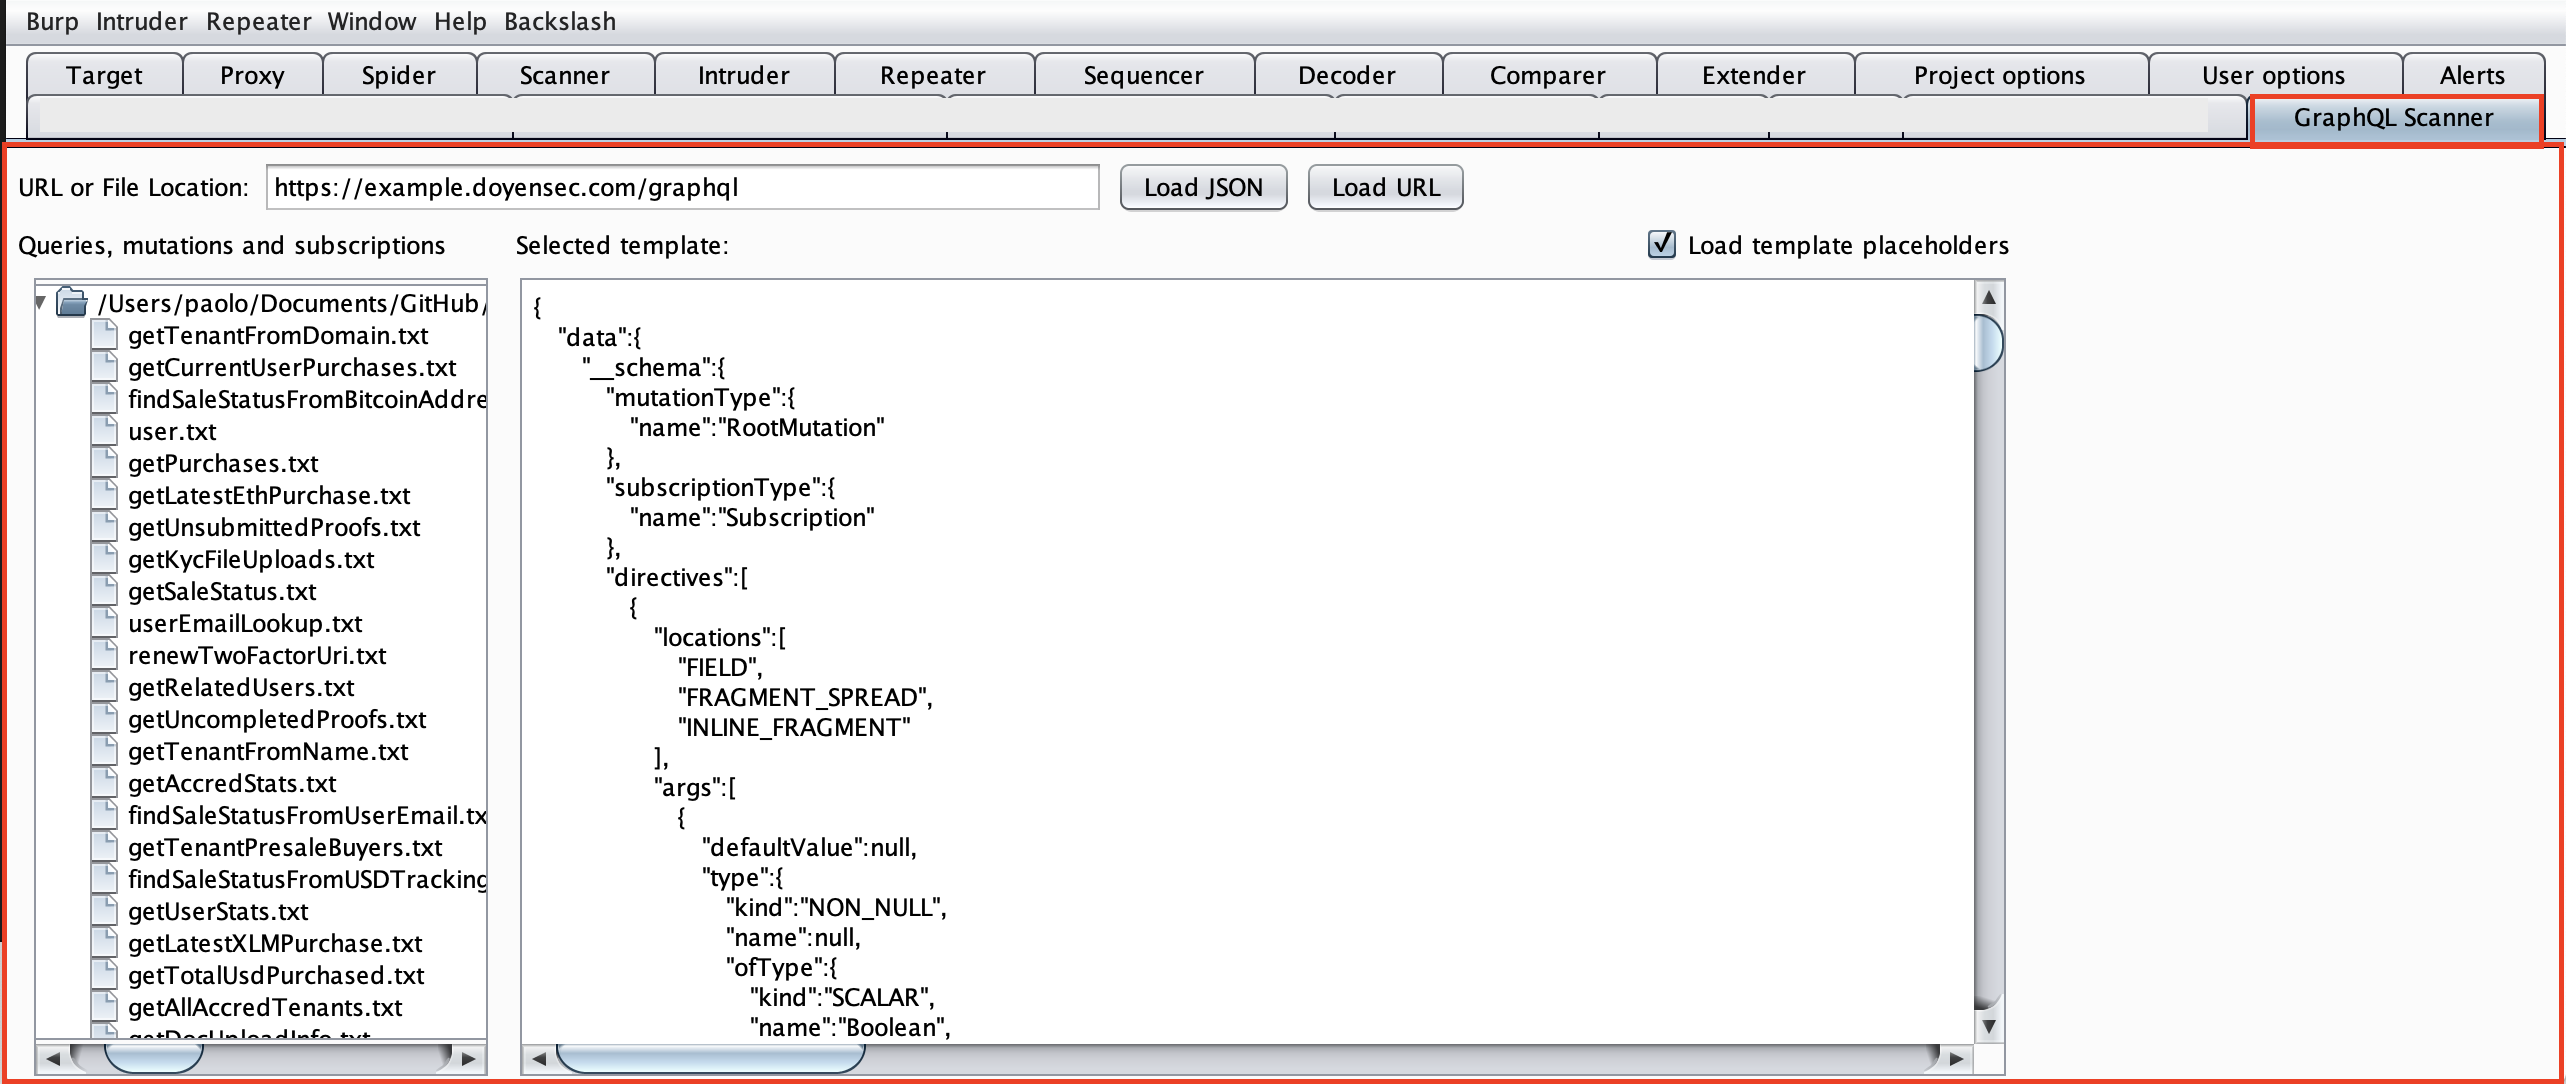 Burp Intruder Repeater Window Help Backslash
Target Proxy Spider Scanner Intruder Repeater Sequencer Decoder Comparer Extender Project options User options Alerts
GraphQL Scanner
URL or File Location: https://example.doyensec.com/graphql Load JSON Load URL
Queries, mutations and subscriptions
/Users/paolo/Documents/GitHub/
getTenantFromDomain.txt
getCurrentUserPurchases.txt
findSaleStatusFromBitcoinAddre
user.txt
getPurchases.txt
getLatestEthPurchase.txt
getUnsubmittedProofs.txt
getKycFileUploads.txt
getSaleStatus.txt
userEmailLookup.txt
renewTwoFactorUri.txt
getRelatedUsers.txt
getUncompletedProofs.txt
getTenantFromName.txt
getAccredStats.txt
findSaleStatusFromUserEmail.tx
getTenantPresaleBuyers.txt
findSaleStatusFromUSDTracking
getUserStats.txt
getLatestXLMPurchase.txt
getTotalUsdPurchased.txt
getAllAccredTenants.txt
getDocUploadInfo.txt
Selected template: Load template placeholders
{
"data":{
"__schema":{
"mutationType":{
"name":"RootMutation"
},
"subscriptionType":{
"name":"Subscription"
},
"directives":[
{
"locations":[
"FIELD",
"FRAGMENT_SPREAD",
"INLINE_FRAGMENT"
],
"args":[
{
"defaultValue":null,
"type":{
"kind":"NON_NULL",
"name":null,
"ofType":{
"kind":"SCALAR",
"name":"Boolean",